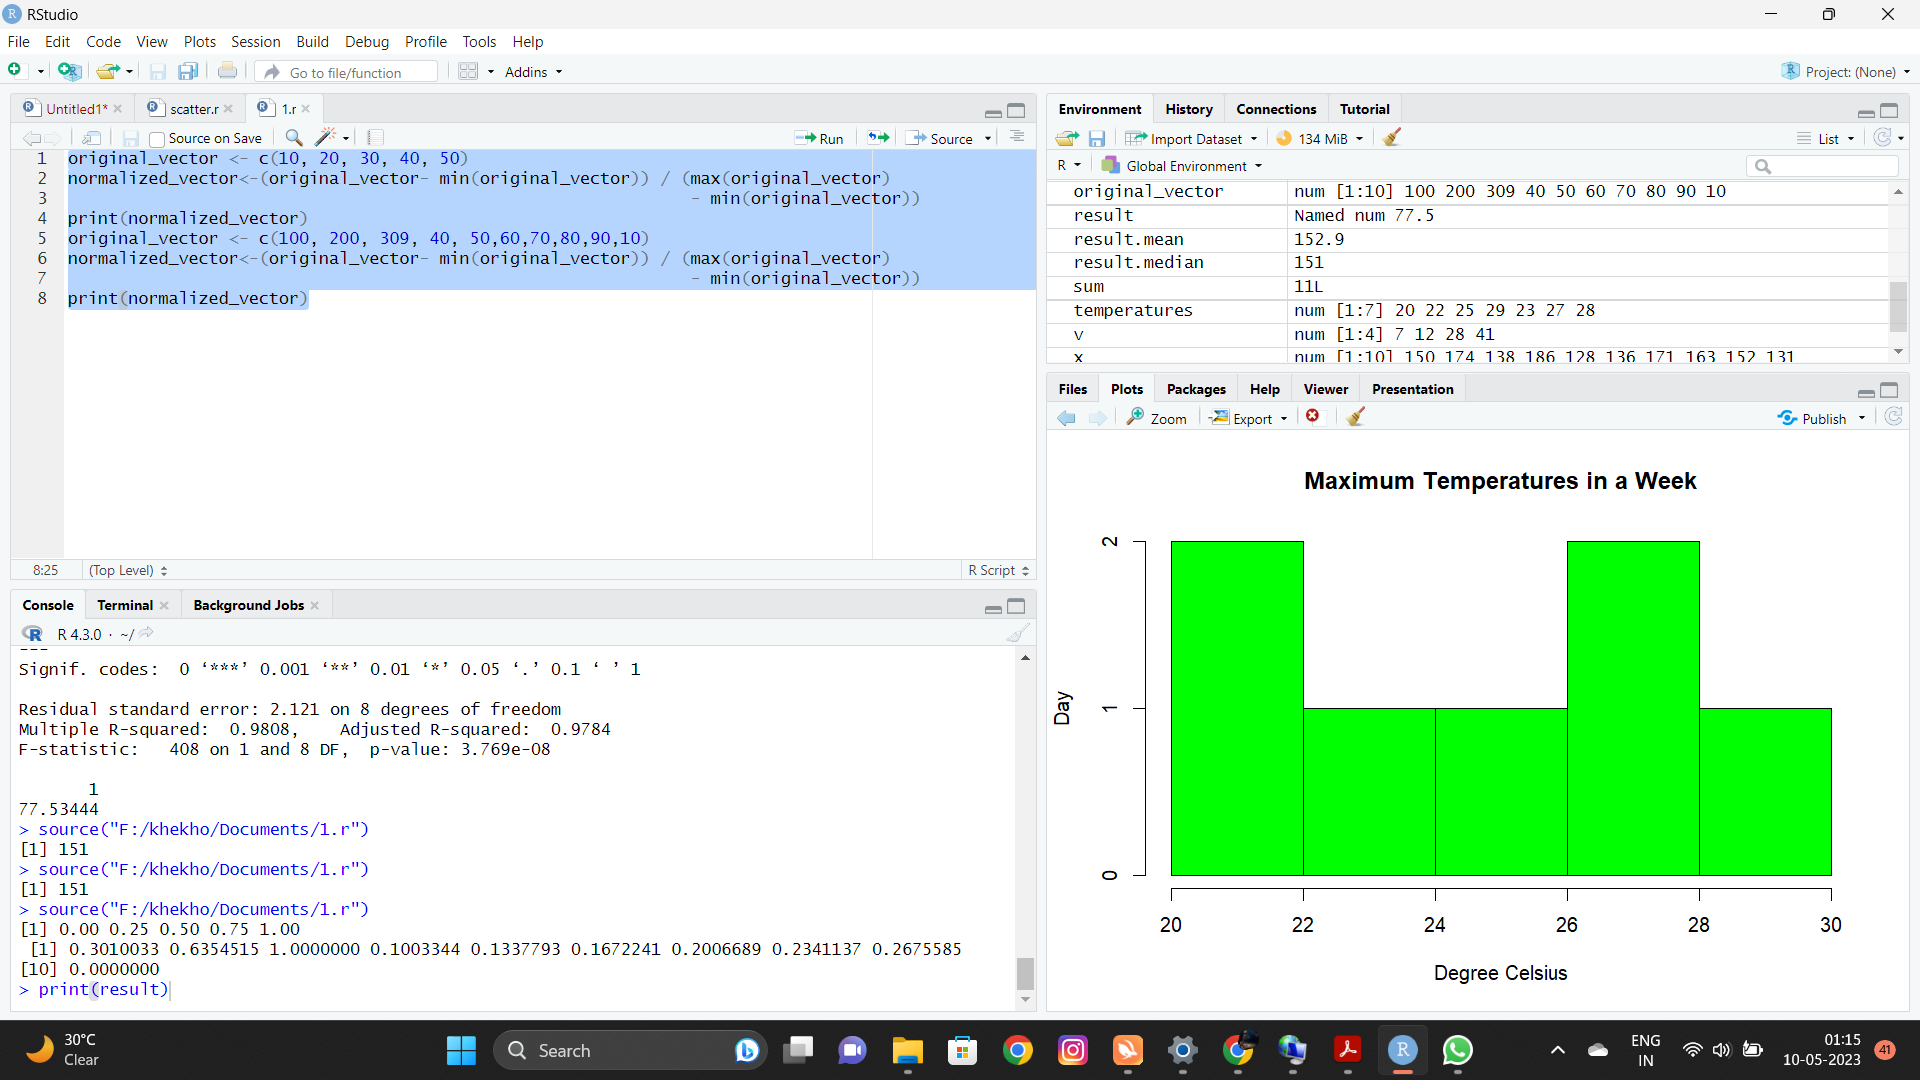 RStudio
File Edit Code View Plots Session Build Debug Profile Tools Help
Go to file/function Addins Project: (None)
Untitled1* scatter.r 1.r
Source on Save Run Source
1 original_vector <- c(10, 20, 30, 40, 50)
2 normalized_vector<-(original_vector- min(original_vector)) / (max(original_vector)
3 - min(original_vector))
4 print(normalized_vector)
5 original_vector <- c(100, 200, 309, 40, 50,60,70,80,90,10)
6 normalized_vector<-(original_vector- min(original_vector)) / (max(original_vector)
7 - min(original_vector))
8 print(normalized_vector)
8:25 (Top Level) R Script
Console Terminal Background Jobs
R 4.3.0 · ~/
---
Signif. codes:  0 ‘***’ 0.001 ‘**’ 0.01 ‘*’ 0.05 ‘.’ 0.1 ‘ ’ 1
Residual standard error: 2.121 on 8 degrees of freedom
Multiple R-squared:  0.9808,    Adjusted R-squared:  0.9784
F-statistic:   408 on 1 and 8 DF,  p-value: 3.769e-08
1
77.53444
> source("F:/khekho/Documents/1.r")
[1] 151
> source("F:/khekho/Documents/1.r")
[1] 151
> source("F:/khekho/Documents/1.r")
[1] 0.00 0.25 0.50 0.75 1.00
[1] 0.3010033 0.6354515 1.0000000 0.1003344 0.1337793 0.1672241 0.2006689 0.2341137 0.2675585
[10] 0.0000000
> print(result)
Environment History Connections Tutorial
Import Dataset 134 MiB List
R Global Environment
original_vector num [1:10] 100 200 309 40 50 60 70 80 90 10
result Named num 77.5
result.mean 152.9
result.median 151
sum 11L
temperatures num [1:7] 20 22 25 29 23 27 28
v num [1:4] 7 12 28 41
x num [1:10] 150 174 138 186 128 136 171 163 152 131
Files Plots Packages Help Viewer Presentation
Zoom Export Publish
Maximum Temperatures in a Week
2
1
0
Day
20 22 24 26 28 30
Degree Celsius
30°C
Clear
Search
ENG
IN
01:15
10-05-2023
41